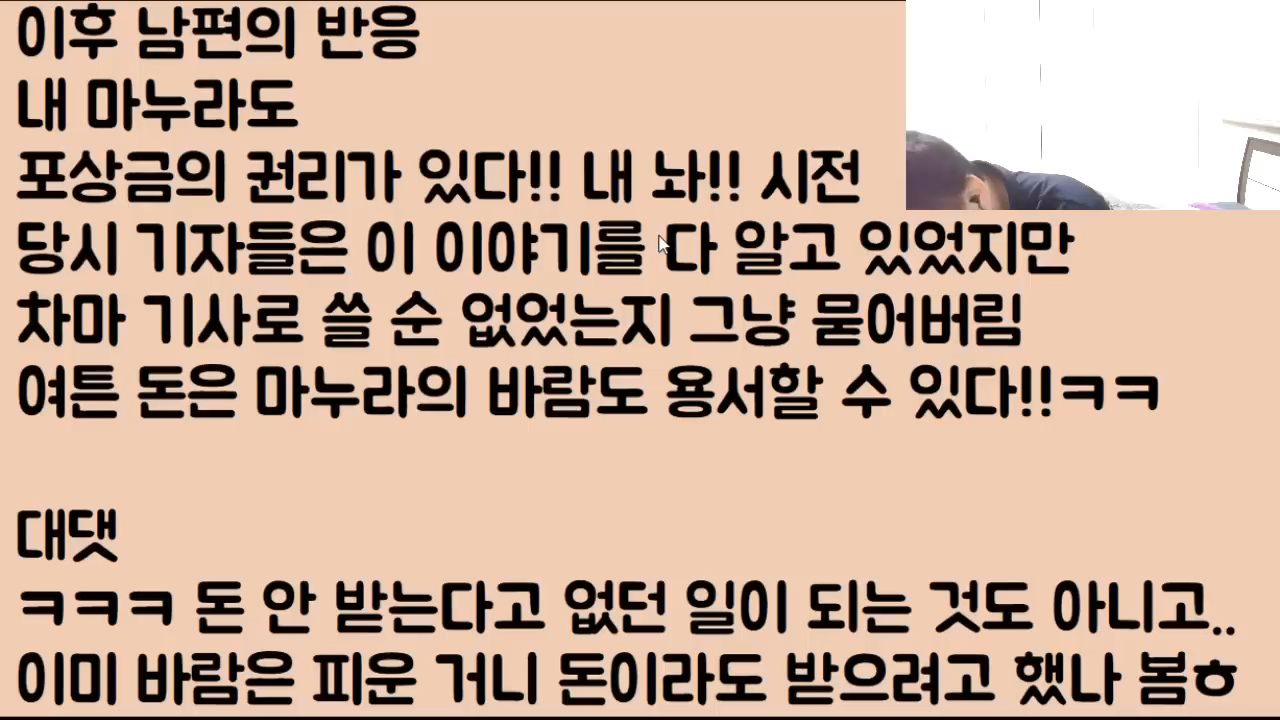 이후 남편의 반응
내 마누라도
포상금의 권리가 있다!! 내 놔!! 시전
당시 기자들은 이 이야기를 다 알고 있었지만
차마 기사로 쓸 순 없었는지 그냥 묻어버림
여튼 돈은 마누라의 바람도 용서할 수 있다!!ㅋㅋ
대댓
ㅋㅋㅋ 돈 안 받는다고 없던 일이 되는 것도 아니고..
이미 바람은 피운 거니 돈이라도 받으려고 했나 봄ㅎ